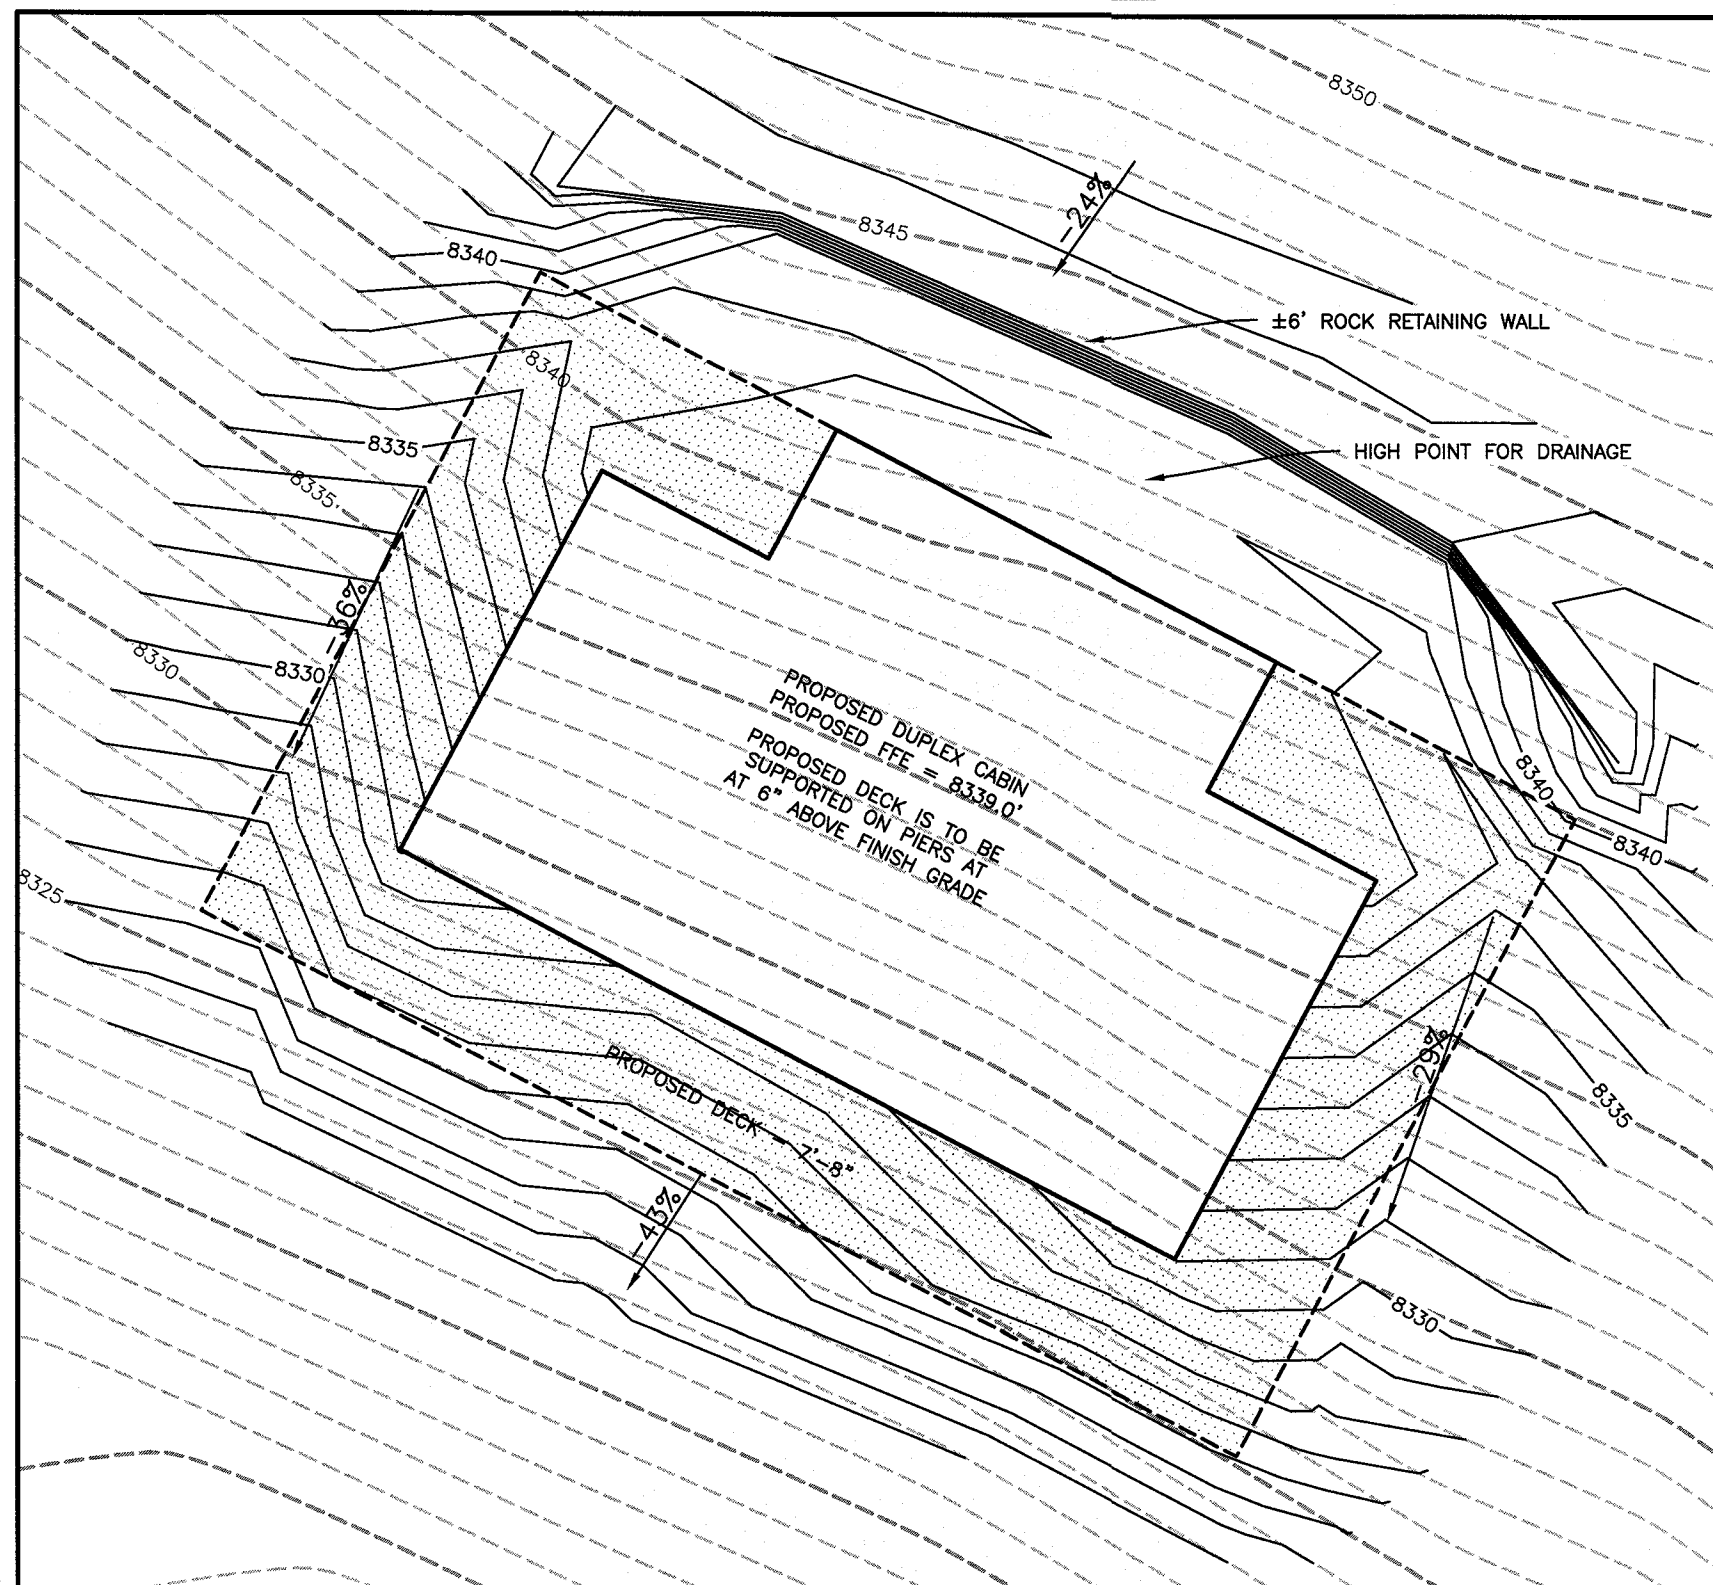 8350
-24%
8345
8340
±6' ROCK RETAINING WALL
8340
HIGH POINT FOR DRAINAGE
8335
8335
-36%
8330
8330
PROPOSED DUPLEX CABIN
PROPOSED FFE = 8339.0'
PROPOSED DECK IS TO BE
SUPPORTED ON PIERS AT
AT 6" ABOVE FINISH GRADE
8340
8340
8325
-29%
8335
PROPOSED DECK - 7'-8"
-43%
8330